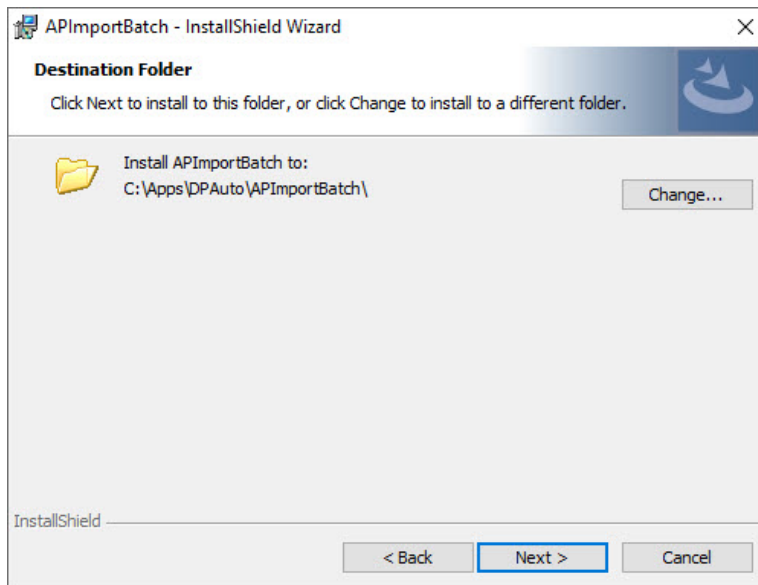 APImportBatch - InstallShield Wizard
Destination Folder
Click Next to install to this folder, or click Change to install to a different folder.
Install APImportBatch to:
C:\Apps\DPAuto\APImportBatch\
Change...
InstallShield
< Back
Next >
Cancel